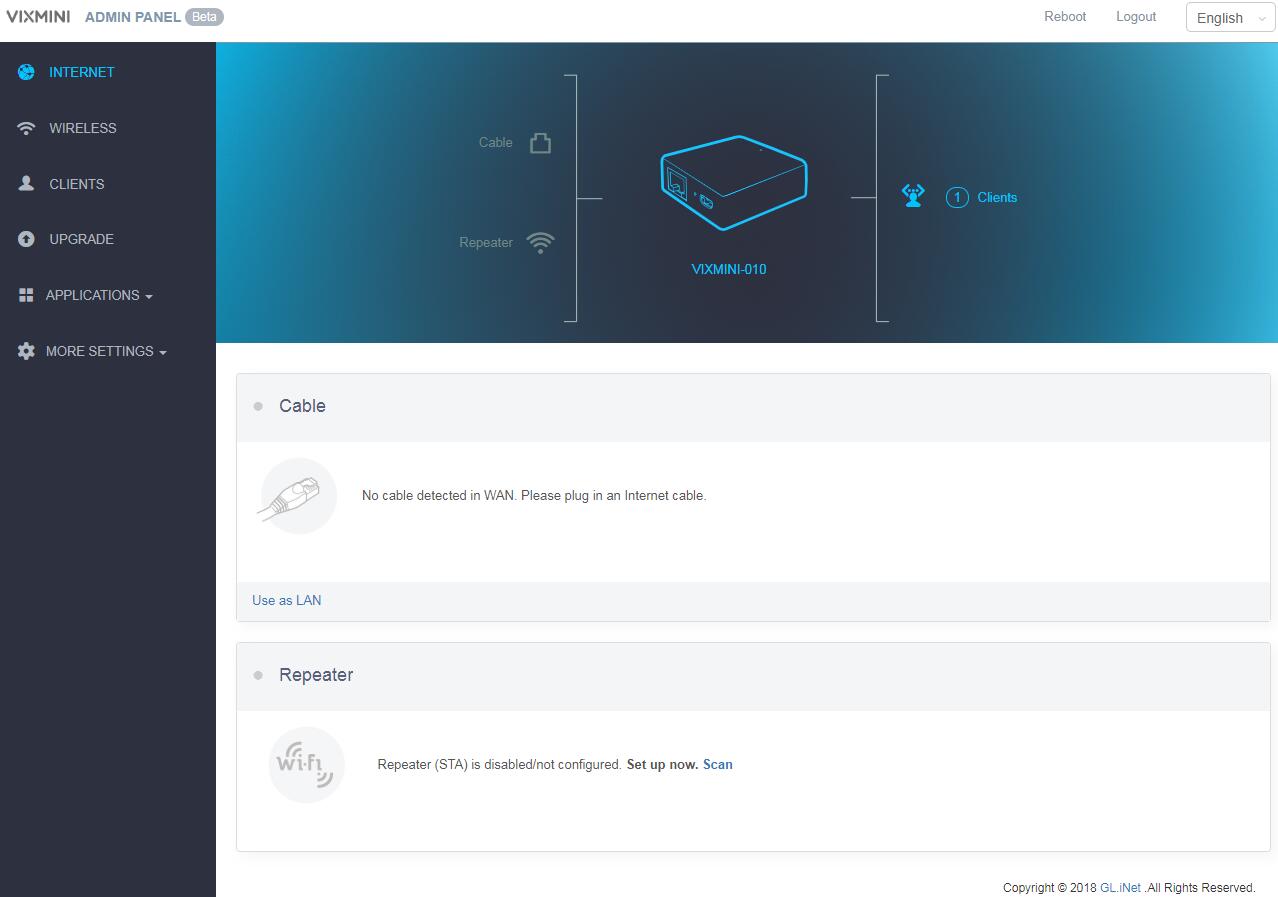 VIXMINI ADMIN PANEL Beta
Reboot Logout English
INTERNET
WIRELESS
CLIENTS
UPGRADE
APPLICATIONS
MORE SETTINGS
Cable
Repeater
VIXMINI-010
1 Clients
Cable
No cable detected in WAN. Please plug in an Internet cable.
Use as LAN
Repeater
Wi-Fi
Repeater (STA) is disabled/not configured. Set up now. Scan
Copyright © 2018 GL.iNet .All Rights Reserved.